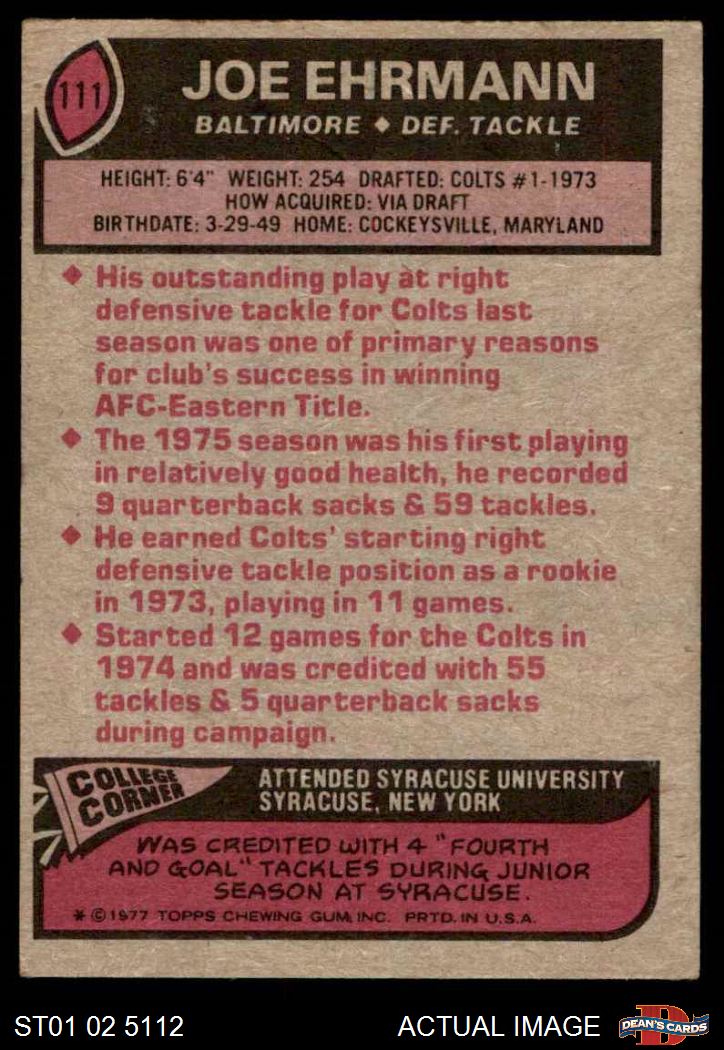 111
JOE EHRMANN
BALTIMORE ◆ DEF. TACKLE
HEIGHT: 6'4" WEIGHT: 254 DRAFTED: COLTS #1-1973
HOW ACQUIRED: VIA DRAFT
BIRTHDATE: 3-29-49 HOME: COCKEYSVILLE, MARYLAND
◆ His outstanding play at right
defensive tackle for Colts last
season was one of primary reasons
for club's success in winning
AFC-Eastern Title.
◆ The 1975 season was his first playing
in relatively good health, he recorded
9 quarterback sacks & 59 tackles.
◆ He earned Colts' starting right
defensive tackle position as a rookie
in 1973, playing in 11 games.
◆ Started 12 games for the Colts in
1974 and was credited with 55
tackles & 5 quarterback sacks
during campaign.
COLLEGE
CORNER
ATTENDED SYRACUSE UNIVERSITY
SYRACUSE, NEW YORK
WAS CREDITED WITH 4 "FOURTH
AND GOAL" TACKLES DURING JUNIOR
SEASON AT SYRACUSE.
* © 1977 TOPPS CHEWING GUM, INC. PRTD. IN U.S.A.
ST01 02 5112
ACTUAL IMAGE
D
DEAN'S CARDS